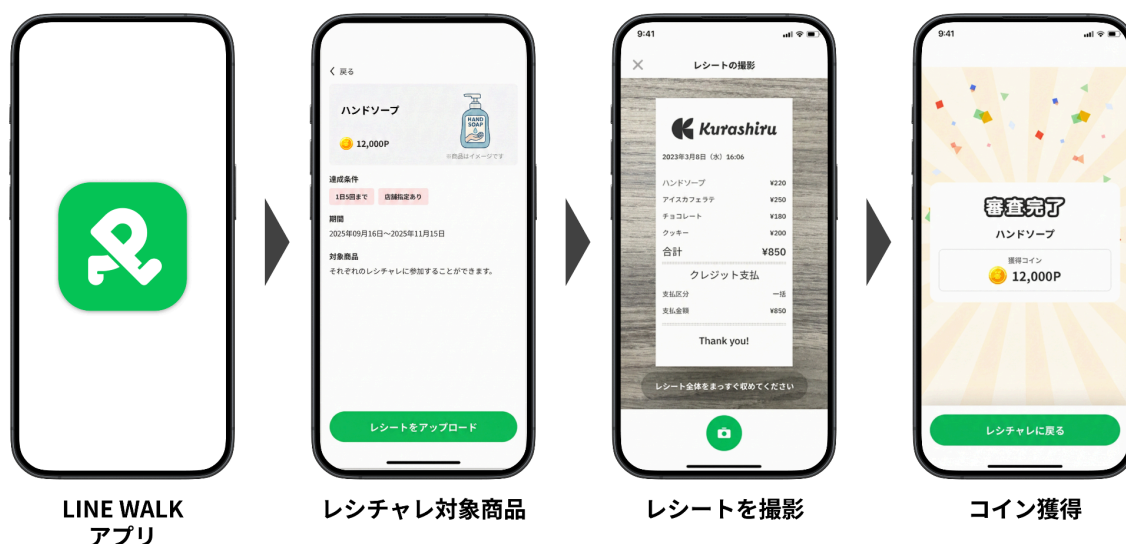 戻る
ハンドソープ
HAND
SOAP
12,000P
※商品はイメージです
達成条件
1日5回まで 店舗指定あり
期間
2025年09月16日〜2025年11月15日
対象商品
それぞれのレシチャレに参加することができます。
レシートをアップロード
9:41
レシートの撮影
Kurashiru
2023年3月8日（水）16:06
ハンドソープ ¥220
アイスカフェラテ ¥250
チョコレート ¥180
クッキー ¥200
合計 ¥850
クレジット支払
支払区分 一括
支払金額 ¥850
Thank you!
レシート全体をまっすぐ収めてください
9:41
審査完了
ハンドソープ
獲得コイン
12,000P
レシチャレに戻る
LINE WALK
アプリ
レシチャレ対象商品
レシートを撮影
コイン獲得